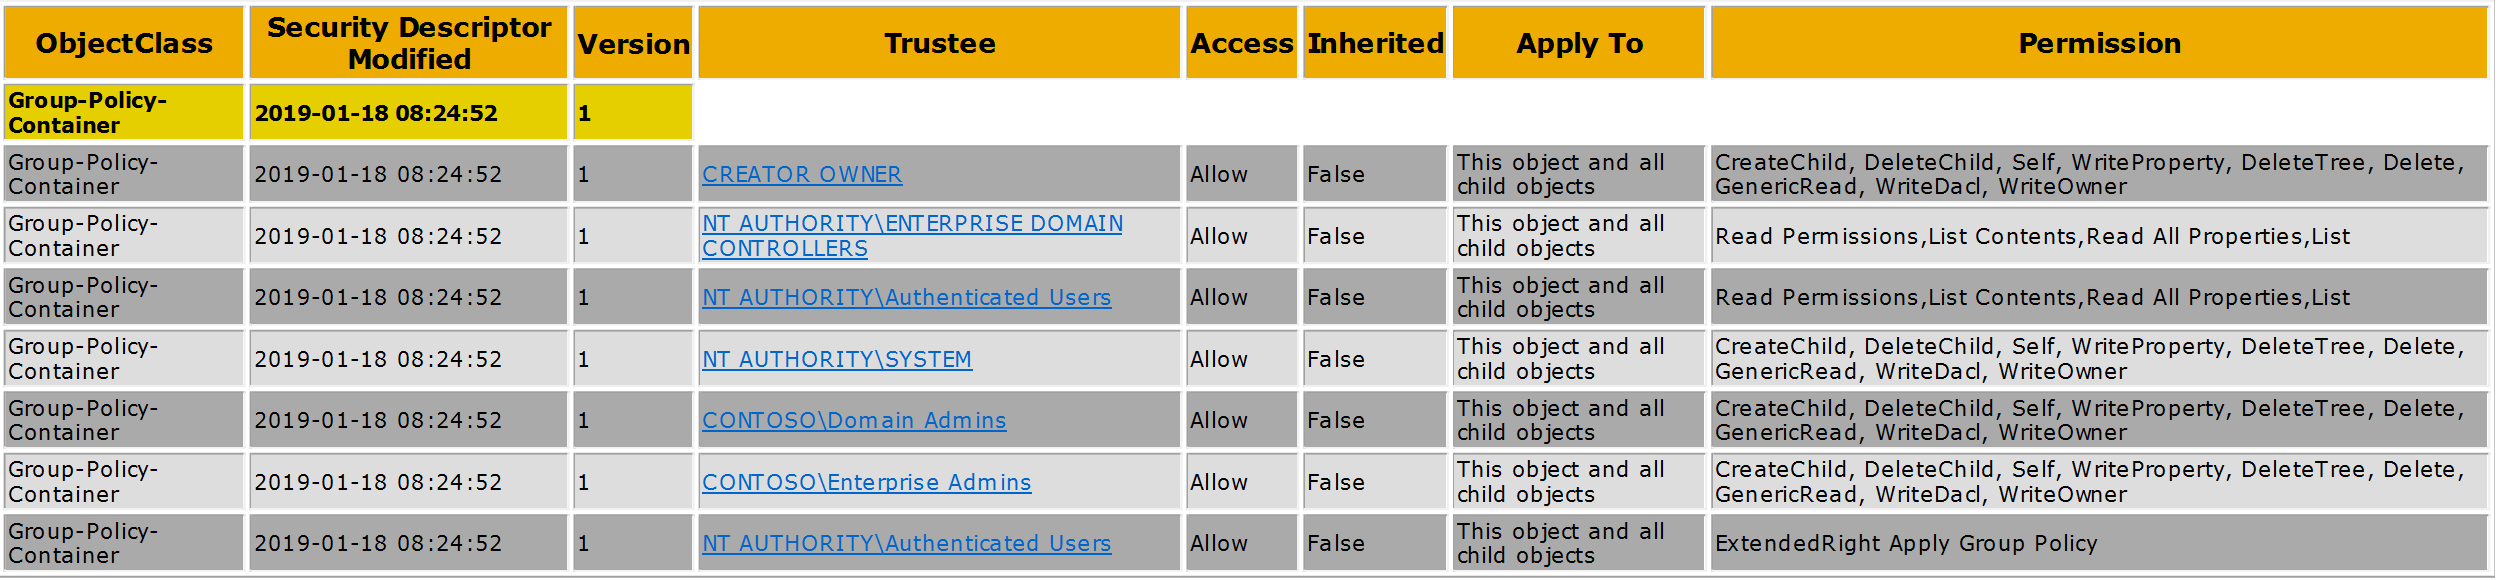 ObjectClass Security Descriptor Modified Version Trustee Access Inherited Apply To Permission
Group-Policy-Container 2019-01-18 08:24:52 1
Group-Policy-Container 2019-01-18 08:24:52 1 CREATOR OWNER Allow False This object and all child objects CreateChild, DeleteChild, Self, WriteProperty, DeleteTree, Delete, GenericRead, WriteDacl, WriteOwner
Group-Policy-Container 2019-01-18 08:24:52 1 NT AUTHORITY\ENTERPRISE DOMAIN CONTROLLERS Allow False This object and all child objects Read Permissions,List Contents,Read All Properties,List
Group-Policy-Container 2019-01-18 08:24:52 1 NT AUTHORITY\Authenticated Users Allow False This object and all child objects Read Permissions,List Contents,Read All Properties,List
Group-Policy-Container 2019-01-18 08:24:52 1 NT AUTHORITY\SYSTEM Allow False This object and all child objects CreateChild, DeleteChild, Self, WriteProperty, DeleteTree, Delete, GenericRead, WriteDacl, WriteOwner
Group-Policy-Container 2019-01-18 08:24:52 1 CONTOSO\Domain Admins Allow False This object and all child objects CreateChild, DeleteChild, Self, WriteProperty, DeleteTree, Delete, GenericRead, WriteDacl, WriteOwner
Group-Policy-Container 2019-01-18 08:24:52 1 CONTOSO\Enterprise Admins Allow False This object and all child objects CreateChild, DeleteChild, Self, WriteProperty, DeleteTree, Delete, GenericRead, WriteDacl, WriteOwner
Group-Policy-Container 2019-01-18 08:24:52 1 NT AUTHORITY\Authenticated Users Allow False This object and all child objects ExtendedRight Apply Group Policy